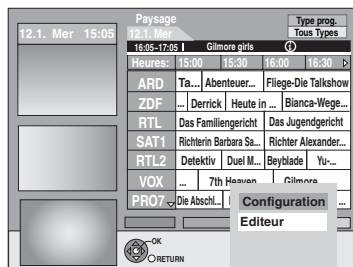 12.1. Mer 15:05
Paysage
12.1. Mer
Type prog.
Tous Types
16:05~17:05 Gilmore girls
Heures: 15:00 15:30 16:00 16:30
ARD Ta... Abenteuer... Fliege-Die Talkshow
ZDF ... Derrick Heute in ... Bianca-Wege...
RTL Das Familiengericht Das Jugendgericht
SAT1 Richterin Barbara Sa... Richter Alexander...
RTL2 Detektiv Duel M... Beyblade Yu-...
VOX ... 7th Heaven Gilmore
PRO7 Die Abschl... ...
Configuration
Editeur
OK
RETURN